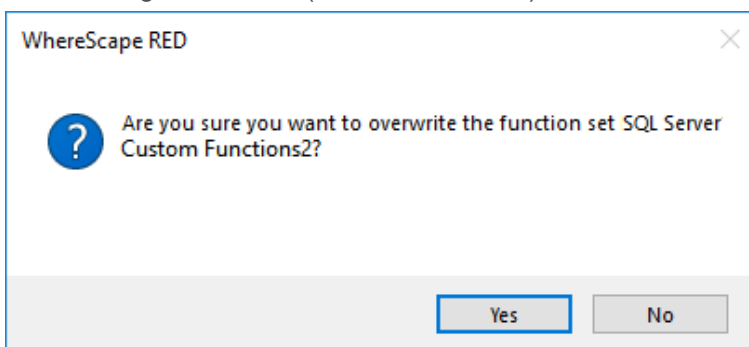 WhereScape RED
Are you sure you want to overwrite the function set SQL Server
Custom Functions2?
Yes No